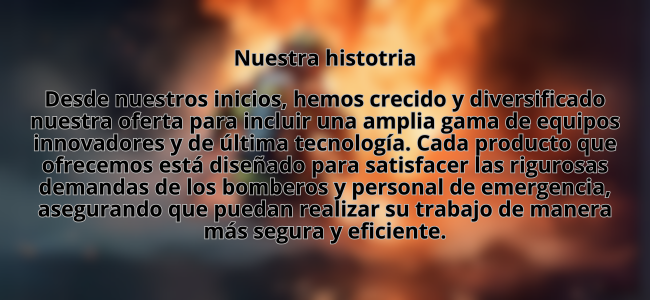 Nuestra histotria
Desde nuestros inicios, hemos crecido y diversificado
nuestra oferta para incluir una amplia gama de equipos
innovadores y de última tecnología. Cada producto que
ofrecemos está diseñado para satisfacer las rigurosas
demandas de los bomberos y personal de emergencia,
asegurando que puedan realizar su trabajo de manera
más segura y eficiente.